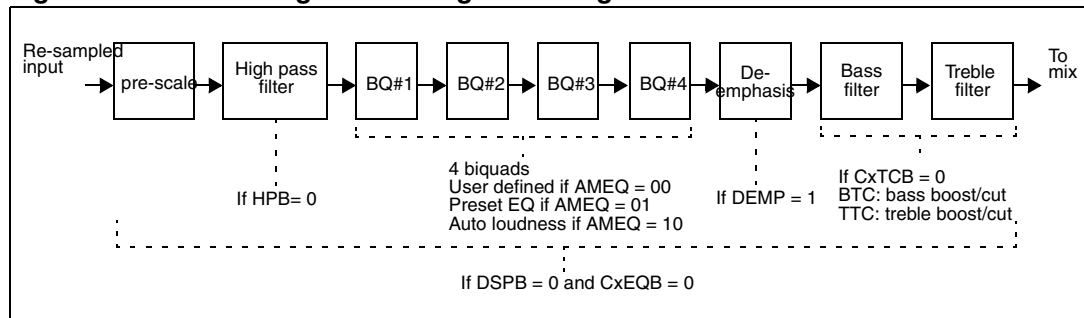 Re-sampled
input
pre-scale
High pass
filter
BQ#1
BQ#2
BQ#3
BQ#4
De-
emphasis
Bass
filter
Treble
filter
To
mix
If HPB= 0
4 biquads
User defined if AMEQ = 00
Preset EQ if AMEQ = 01
Auto loudness if AMEQ = 10
If DEMP = 1
If CxTCB = 0
BTC: bass boost/cut
TTC: treble boost/cut
If DSPB = 0 and CxEQB = 0